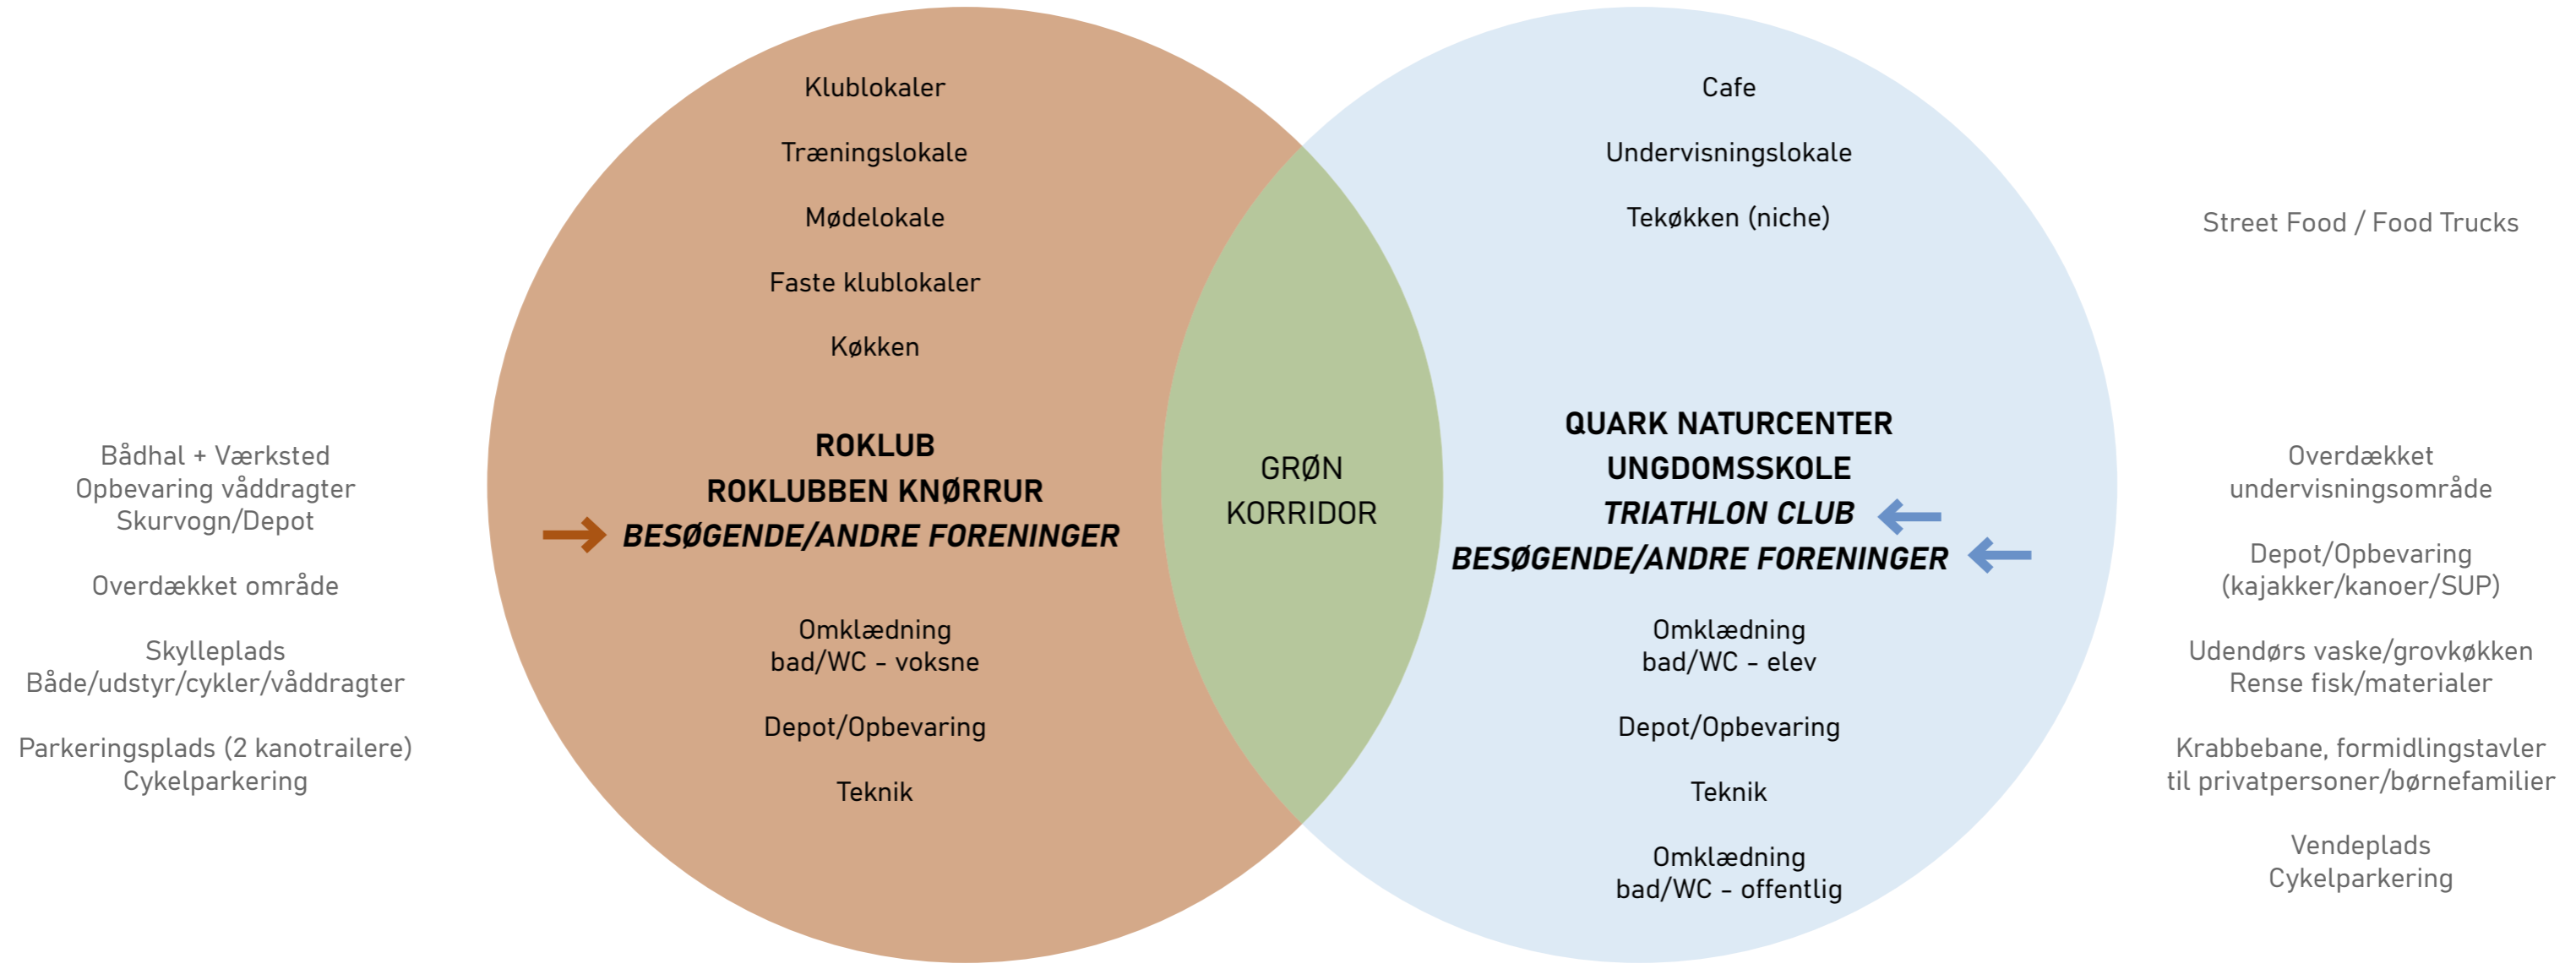 Klublokaler
Træningslokale
Mødelokale
Faste klublokaler
Køkken
ROKLUB
ROKLUBBEN KNØRRUR
BESØGENDE/ANDRE FORENINGER
Omklædning
bad/WC - voksne
Depot/Opbevaring
Teknik
Bådhal + Værksted
Opbevaring våddragter
Skurvogn/Depot
Overdækket område
Skylleplads
Både/udstyr/cykler/våddragter
Parkeringsplads (2 kanotrailere)
Cykelparkering
GRØN
KORRIDOR
Cafe
Undervisningslokale
Tekøkken (niche)
QUARK NATURCENTER
UNGDOMSSKOLE
TRIATHLON CLUB
BESØGENDE/ANDRE FORENINGER
Omklædning
bad/WC - elev
Depot/Opbevaring
Teknik
Omklædning
bad/WC - offentlig
Street Food / Food Trucks
Overdækket
undervisningsområde
Depot/Opbevaring
(kajakker/kanoer/SUP)
Udendørs vaske/grovkøkken
Rense fisk/materialer
Krabbebane, formidlingstavler
til privatpersoner/børnefamilier
Vendeplads
Cykelparkering